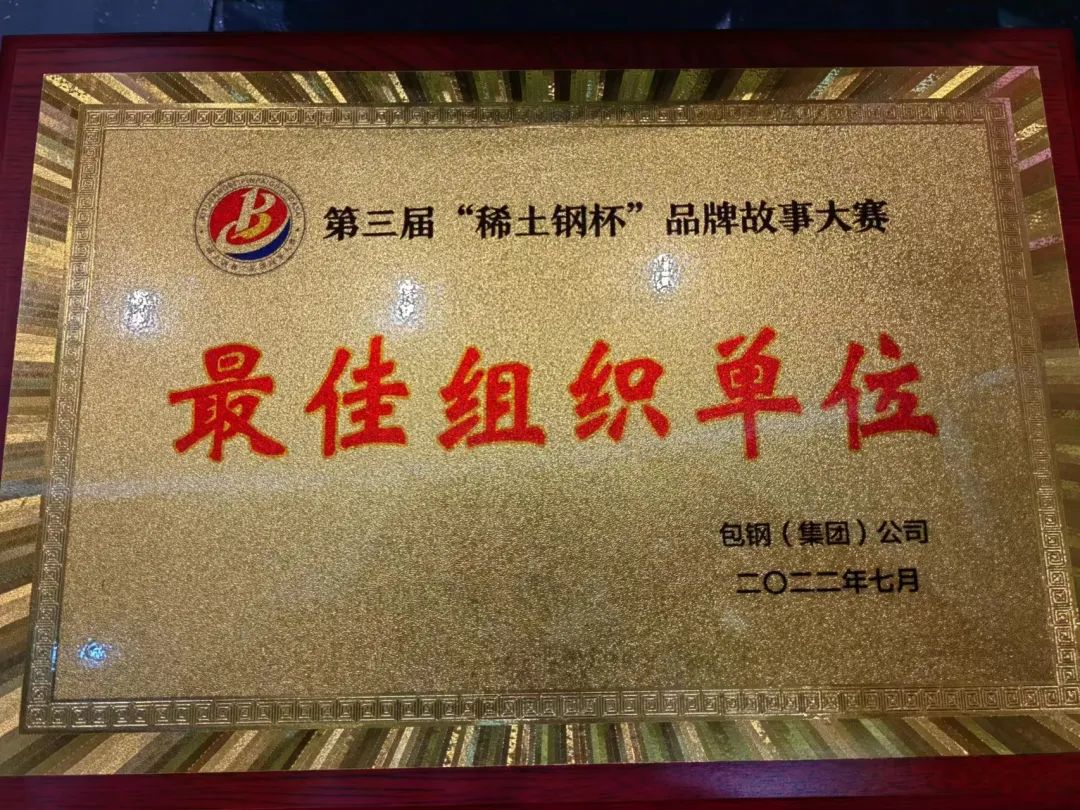 第三届“稀土钢杯”品牌故事大赛
最佳组织单位
包钢（集团）公司
二〇二二年七月